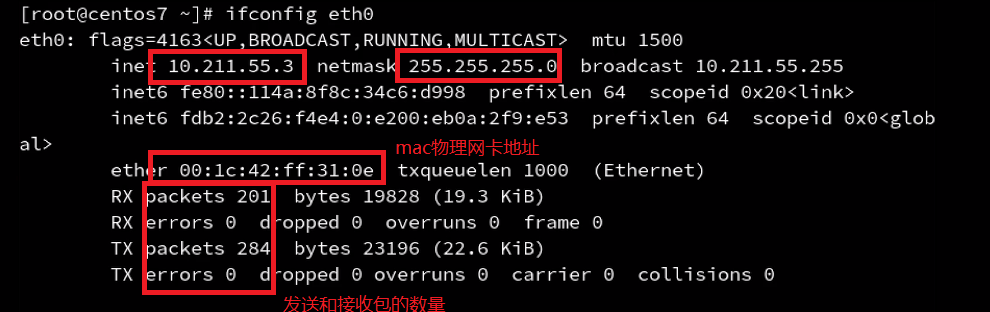 [root@centos7 ~]# ifconfig eth0
eth0: flags=4163<UP,BROADCAST,RUNNING,MULTICAST>  mtu 1500
inet 10.211.55.3  netmask 255.255.255.0  broadcast 10.211.55.255
inet6 fe80::114a:8f8c:34c6:d998  prefixlen 64  scopeid 0x20<link>
inet6 fdb2:2c26:f4e4:0:e200:eb0a:2f9:e53  prefixlen 64  scopeid 0x0<glob
al>
mac物理网卡地址
ether 00:1c:42:ff:31:0e  txqueuelen 1000  (Ethernet)
RX packets 201  bytes 19828 (19.3 KiB)
RX errors 0  dropped 0  overruns 0  frame 0
TX packets 284  bytes 23196 (22.6 KiB)
TX errors 0  dropped 0 overruns 0  carrier 0  collisions 0
发送和接收包的数量